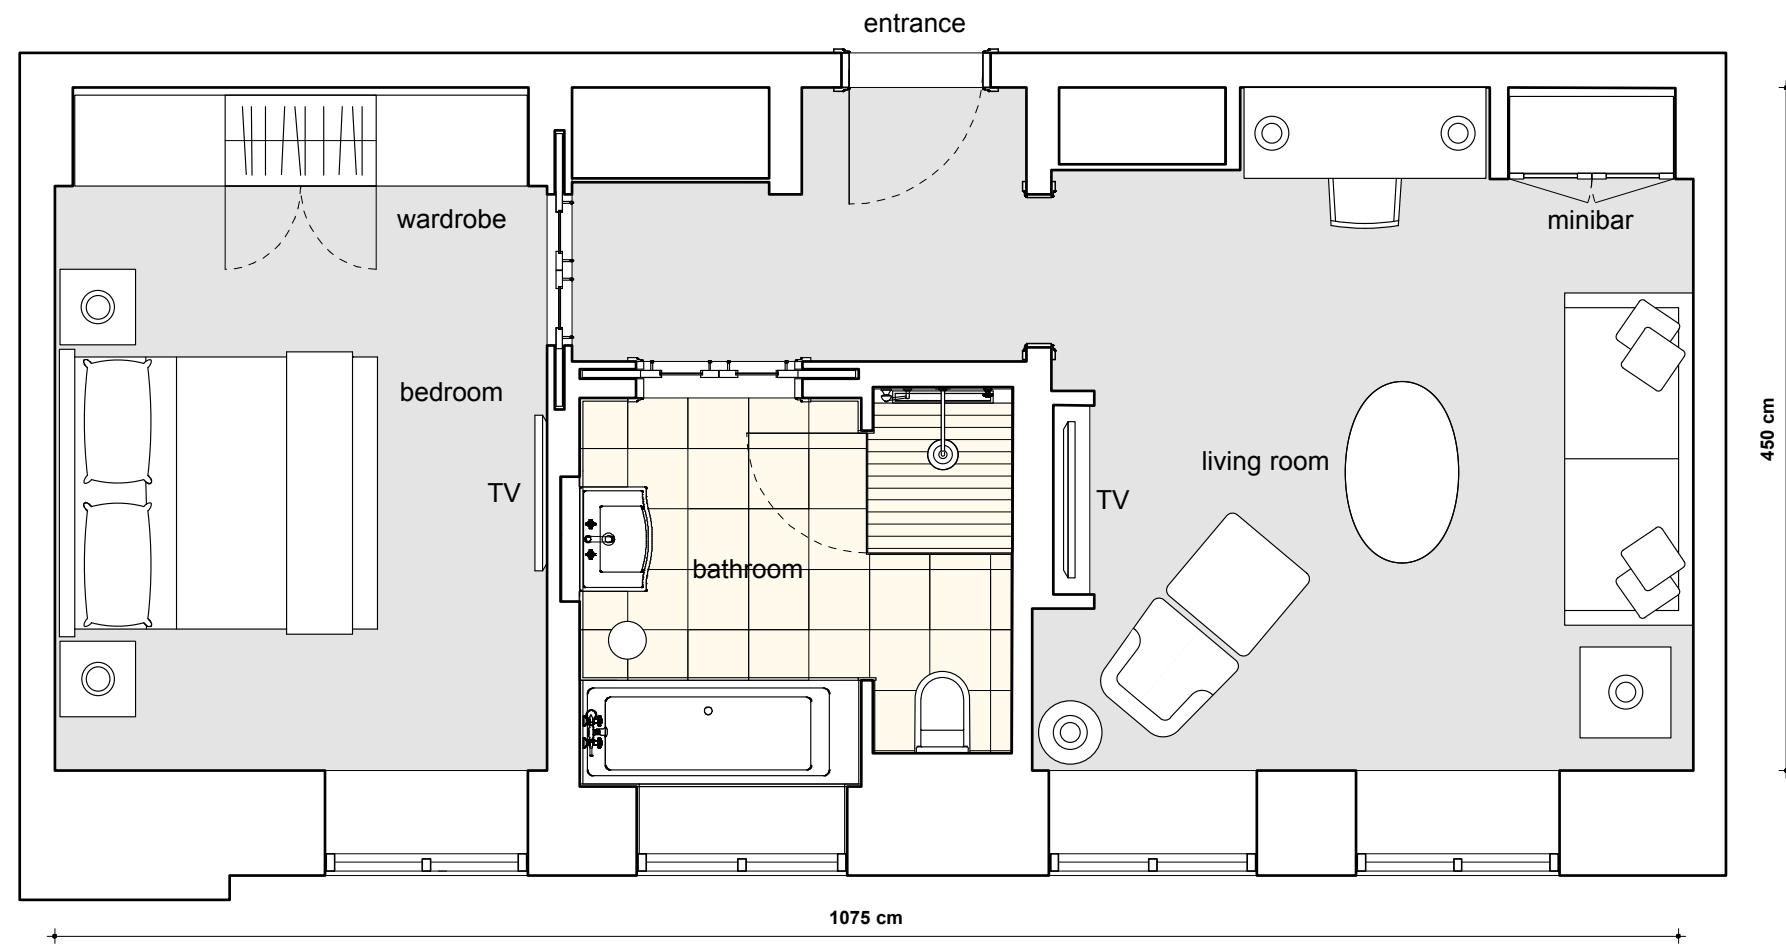 entrance
wardrobe
minibar
bedroom
living room
TV
TV
bathroom
450 cm
1075 cm